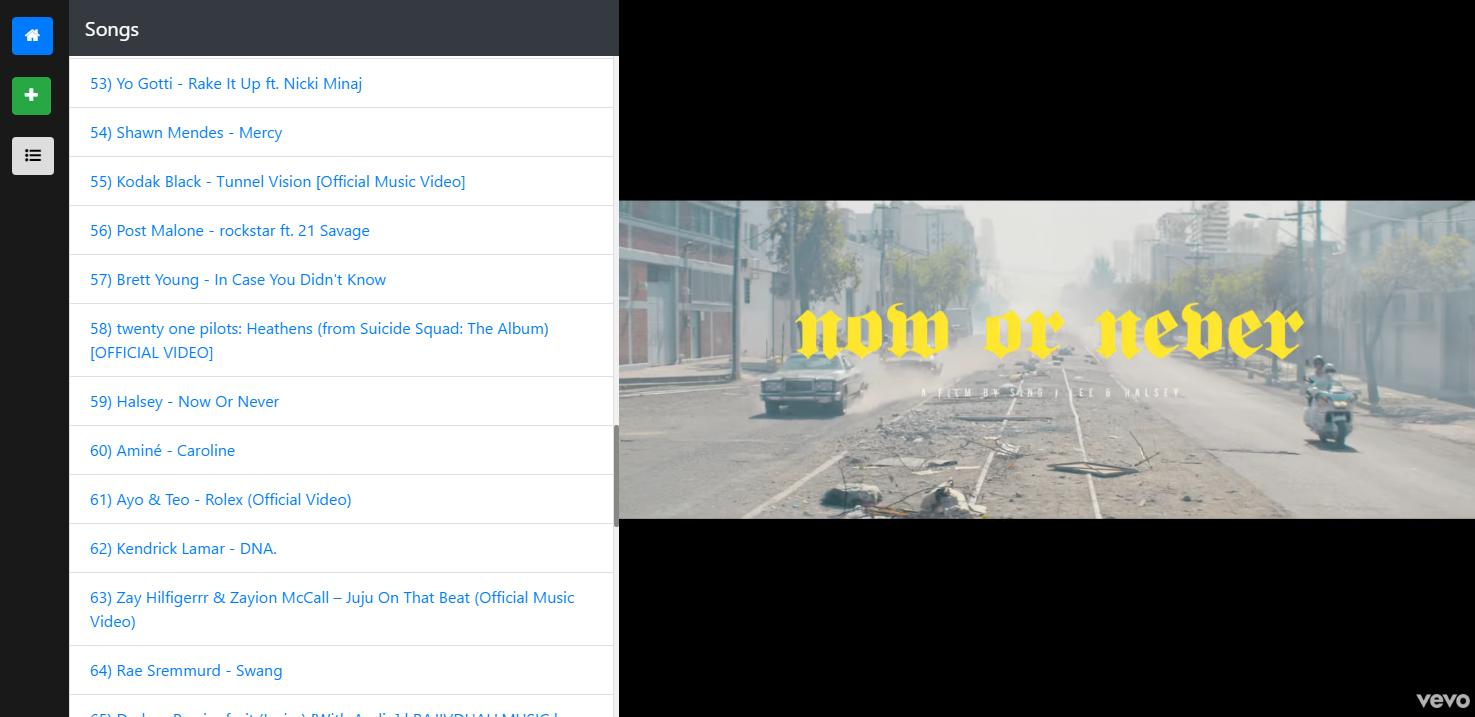 Songs
53) Yo Gotti - Rake It Up ft. Nicki Minaj
54) Shawn Mendes - Mercy
55) Kodak Black - Tunnel Vision [Official Music Video]
56) Post Malone - rockstar ft. 21 Savage
57) Brett Young - In Case You Didn't Know
58) twenty one pilots: Heathens (from Suicide Squad: The Album)
[OFFICIAL VIDEO]
59) Halsey - Now Or Never
60) Aminé - Caroline
61) Ayo & Teo - Rolex (Official Video)
62) Kendrick Lamar - DNA.
63) Zay Hilfigerrr & Zayion McCall – Juju On That Beat (Official Music
Video)
64) Rae Sremmurd - Swang
now or never
A FILM BY SING J LEE & HALSEY
vevo